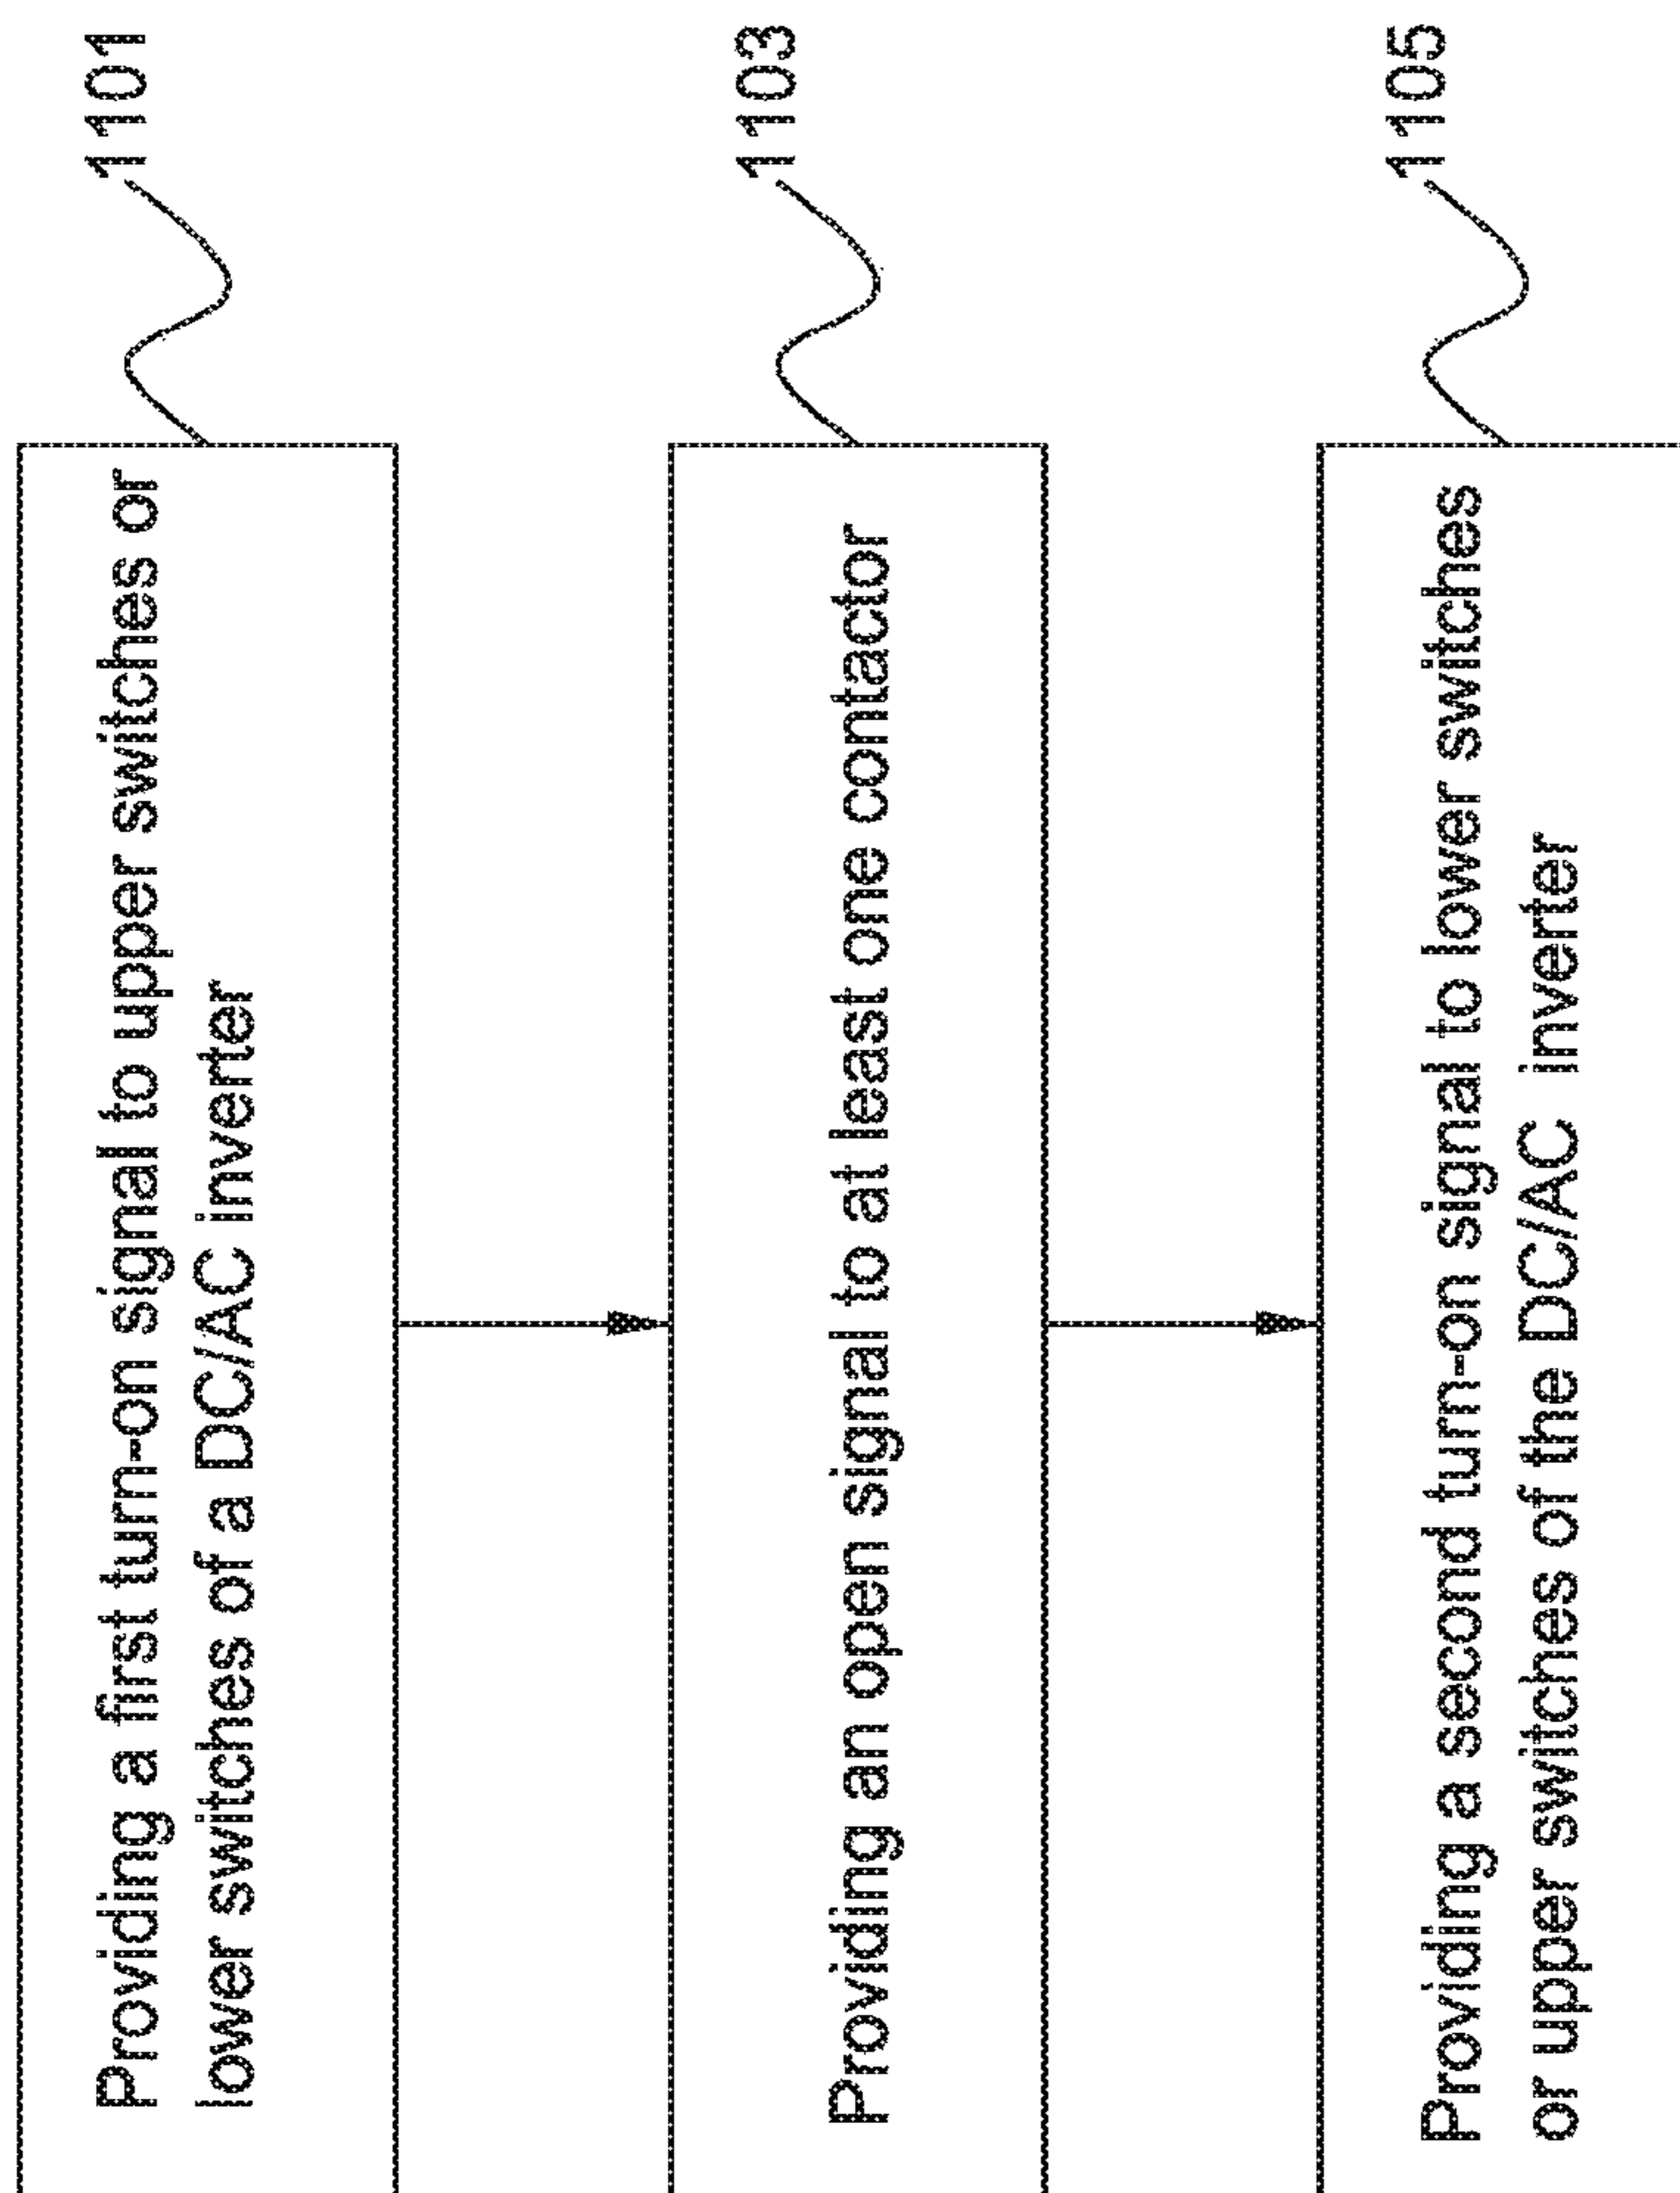 1101
Providing a first turn-on signal to upper switches or
lower switches of a DC/AC inverter
1103
Providing an open signal to at least one contactor
1105
Providing a second turn-on signal to lower switches
or upper switches of the DC/AC inverter